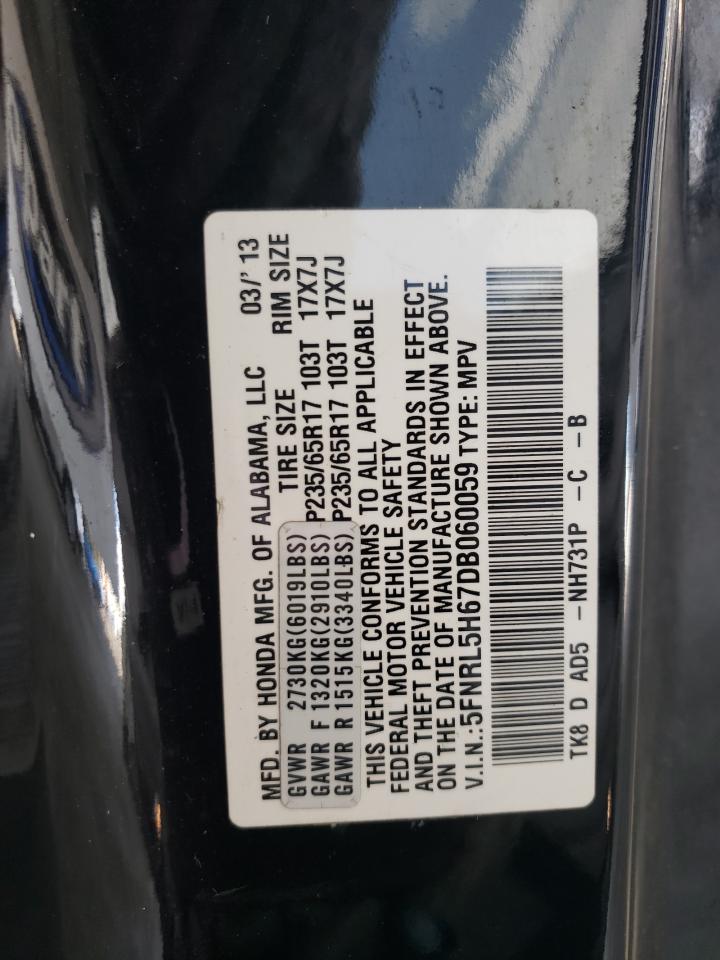 MFD. BY HONDA MFG. OF ALABAMA, LLC 03/' 13
GVWR 2730KG(6019LBS) TIRE SIZE RIM SIZE
GAWR F 1320KG(2910LBS) P235/65R17 103T 17X7J
GAWR R 1515KG(3340LBS) P235/65R17 103T 17X7J
THIS VEHICLE CONFORMS TO ALL APPLICABLE
FEDERAL MOTOR VEHICLE SAFETY
AND THEFT PREVENTION STANDARDS IN EFFECT
ON THE DATE OF MANUFACTURE SHOWN ABOVE.
V.I.N.:5FNRL5H67DB060059 TYPE: MPV
TK8 D AD5 -NH731P -C -B